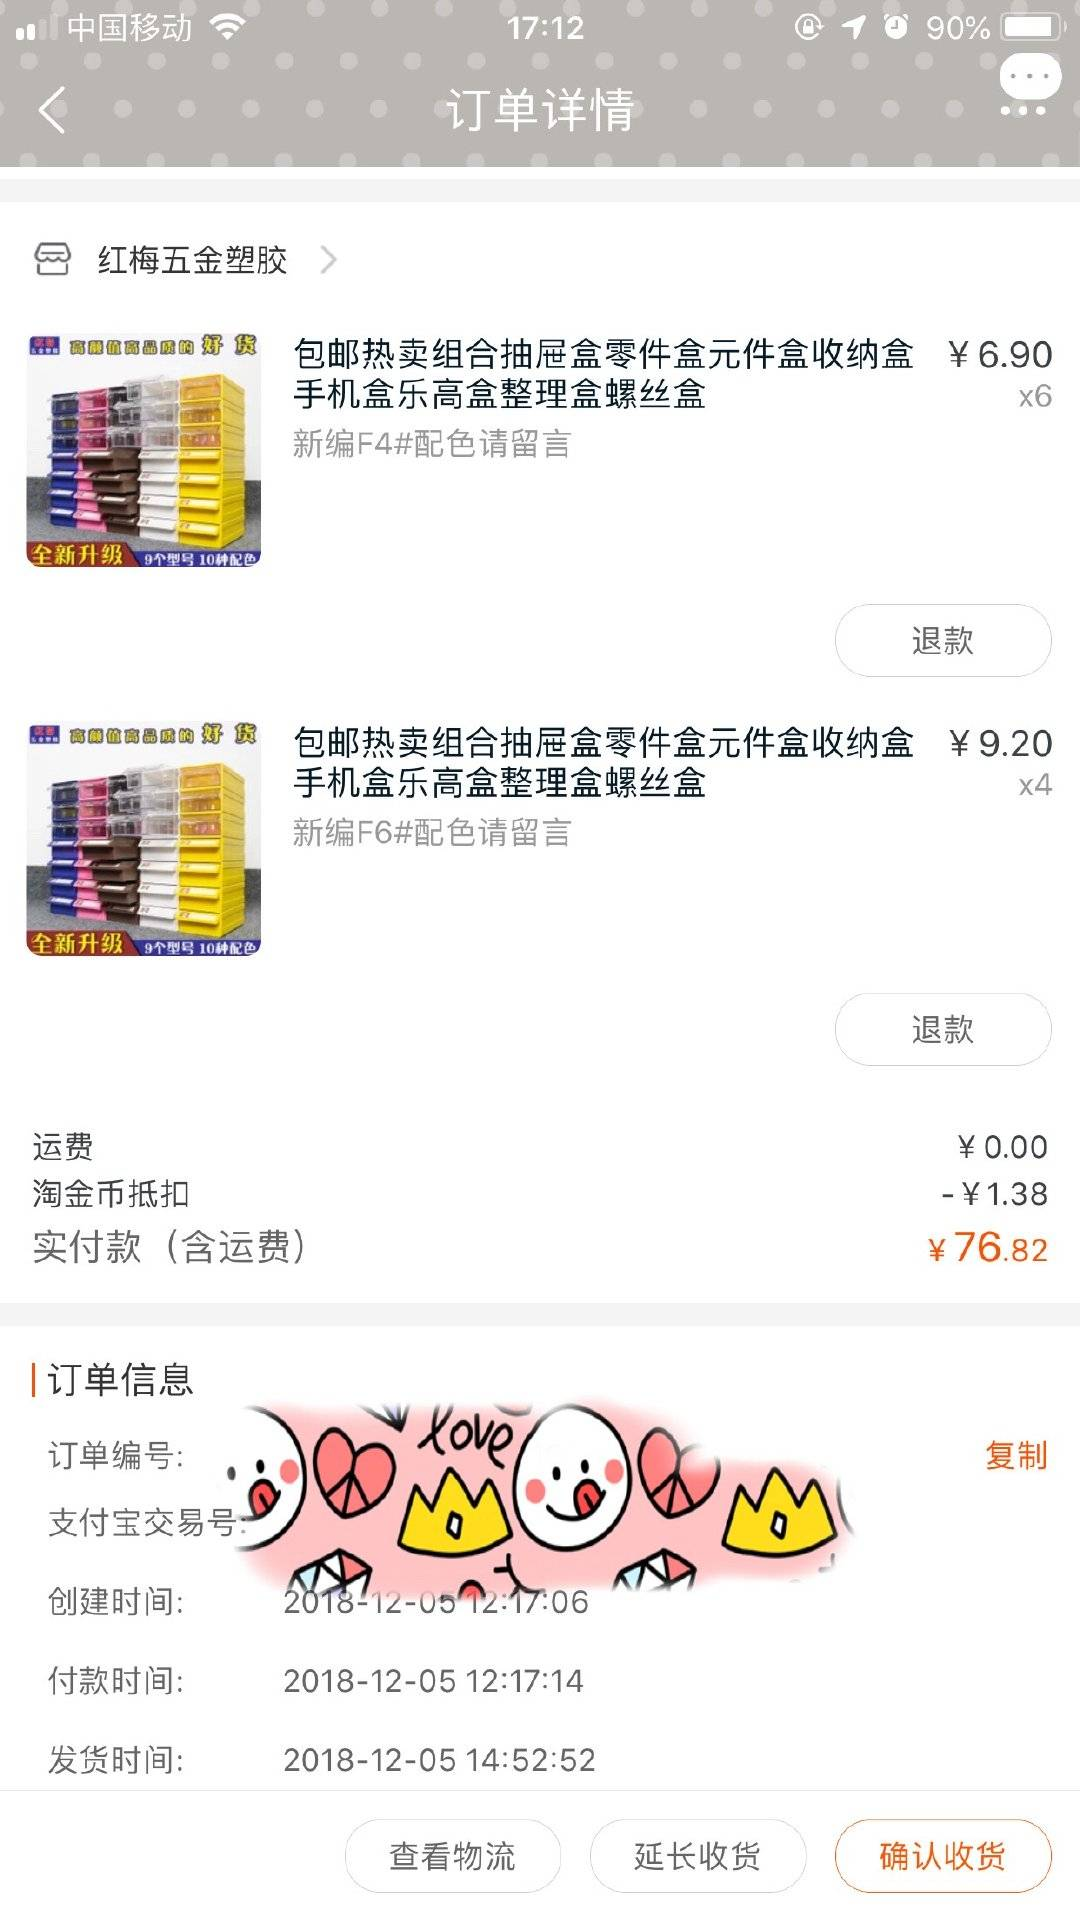 中国移动 17:12 90%
订单详情
红梅五金塑胶
高颜值高品质的好货
全新升级 9个型号 10种配色
包邮热卖组合抽屉盒零件盒元件盒收纳盒 ¥6.90
手机盒乐高盒整理盒螺丝盒 x6
新编F4#配色请留言
退款
高颜值高品质的好货
全新升级 9个型号 10种配色
包邮热卖组合抽屉盒零件盒元件盒收纳盒 ¥9.20
手机盒乐高盒整理盒螺丝盒 x4
新编F6#配色请留言
退款
运费 ¥0.00
淘金币抵扣 -¥1.38
实付款（含运费） ¥76.82
订单信息
love
订单编号: 复制
支付宝交易号:
创建时间: 2018-12-05 12:17:06
付款时间: 2018-12-05 12:17:14
发货时间: 2018-12-05 14:52:52
查看物流 延长收货 确认收货